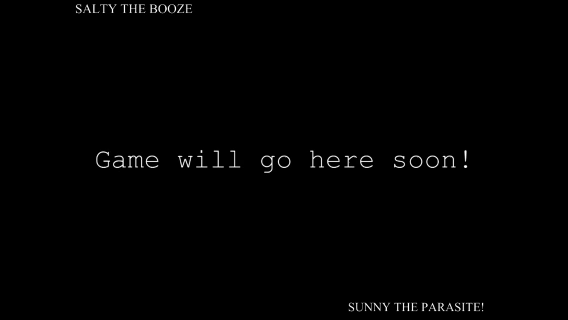 SALTY THE BOOZE
Game will go here soon!
SUNNY THE PARASITE!